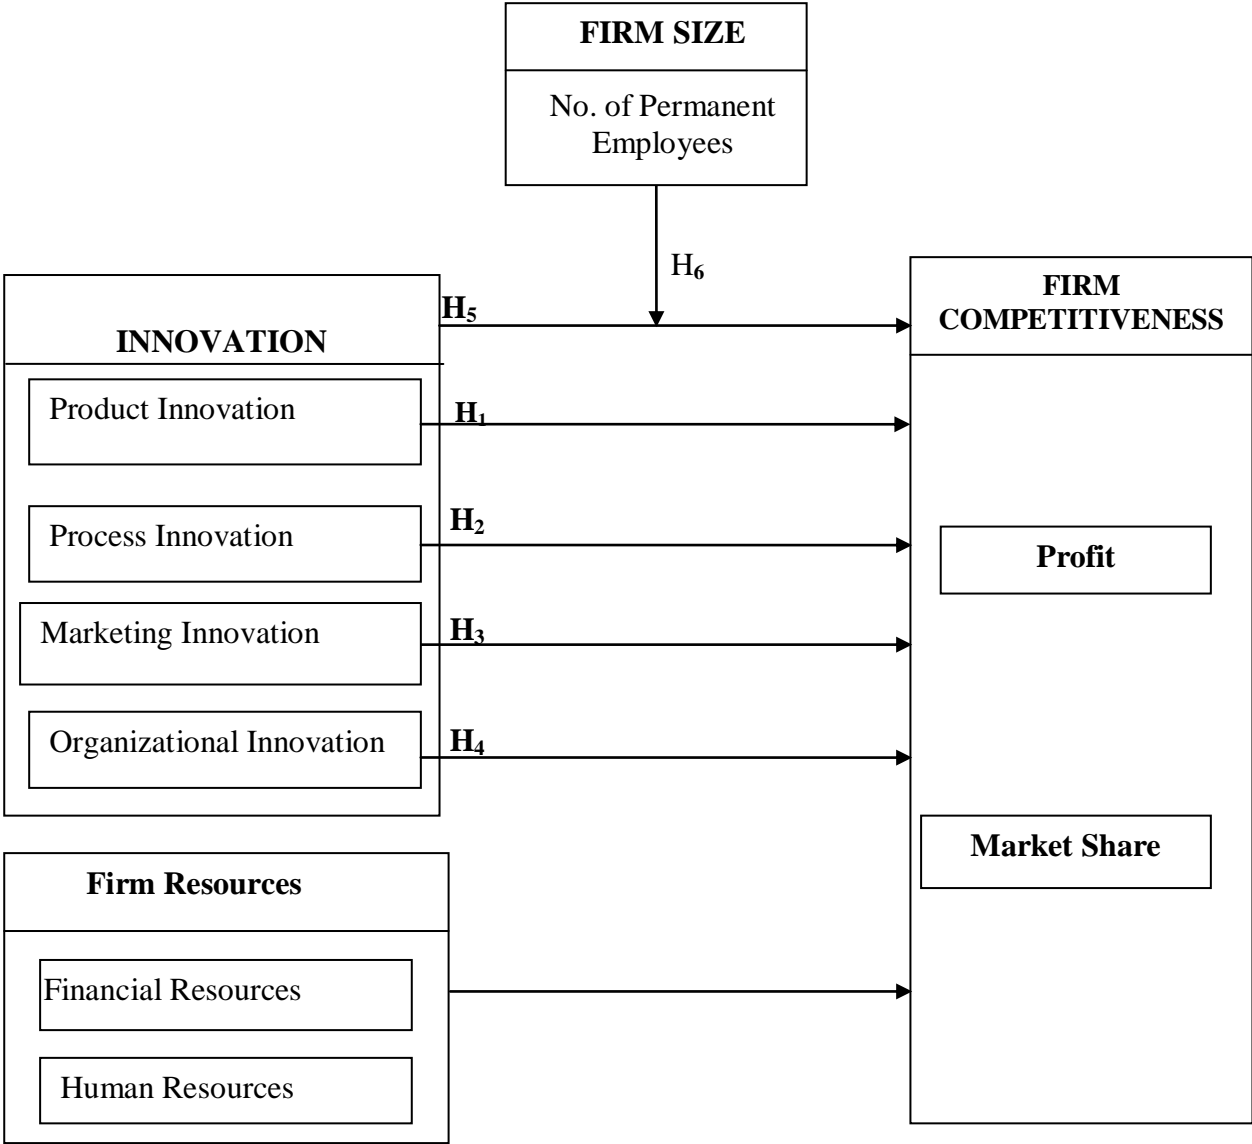 FIRM SIZE
No. of Permanent
Employees
H₆
FIRM
COMPETITIVENESS
H₅
INNOVATION
Product Innovation
H₁
Process Innovation
H₂
Profit
Marketing Innovation
H₃
Organizational Innovation
H₄
Market Share
Firm Resources
Financial Resources
Human Resources